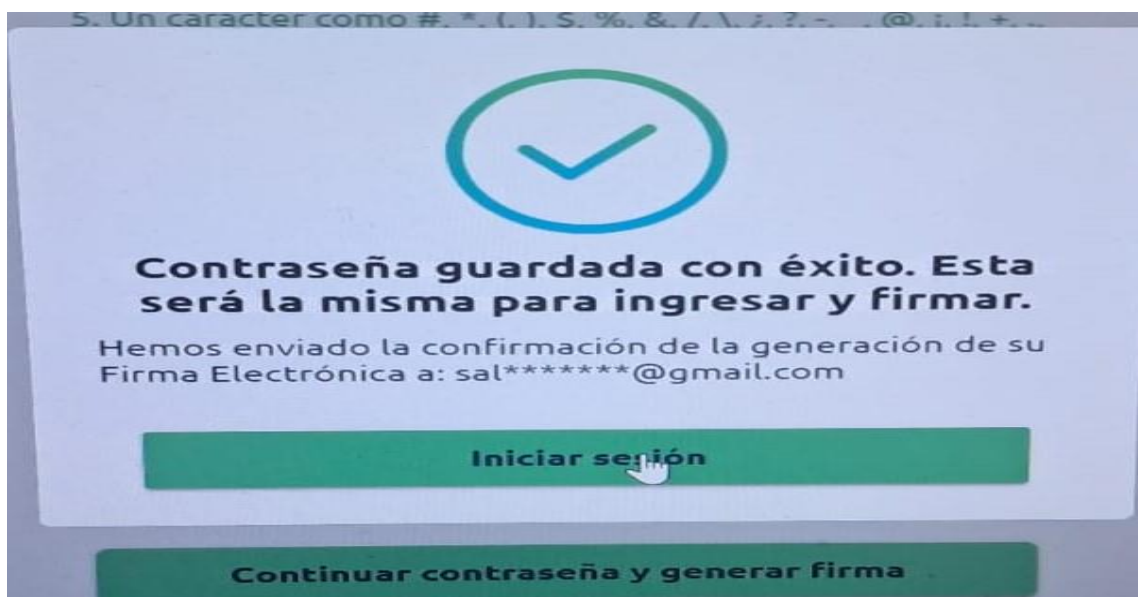 5. Un caracter como #, *, (, ), $, %, &, /, \, ;, ?, -, _, @, ¡, !, +, .,
Contraseña guardada con éxito. Esta
será la misma para ingresar y firmar.
Hemos enviado la confirmación de la generación de su
Firma Electrónica a: sal*******@gmail.com
Iniciar sesión
Continuar contraseña y generar firma